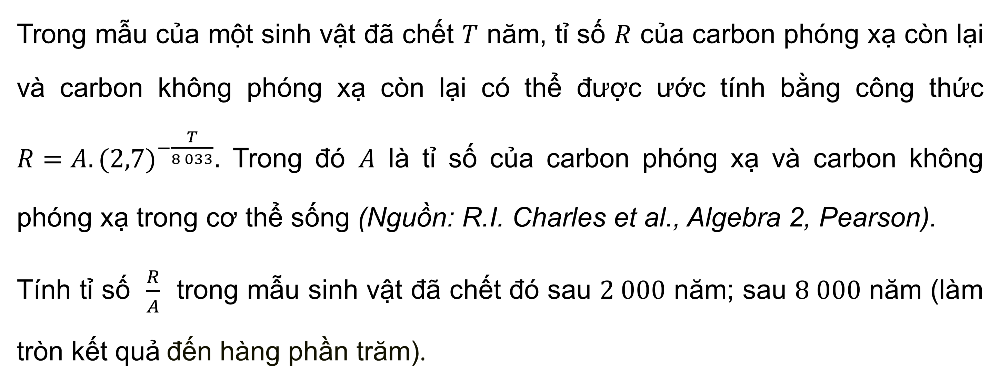 Trong mẫu của một sinh vật đã chết T năm, tỉ số R của carbon phóng xạ còn lại
và carbon không phóng xạ còn lại có thể được ước tính bằng công thức
R = A. (2,7)^{-\frac{T}{8 033}}. Trong đó A là tỉ số của carbon phóng xạ và carbon không
phóng xạ trong cơ thể sống (Nguồn: R.I. Charles et al., Algebra 2, Pearson).
Tính tỉ số \frac{R}{A} trong mẫu sinh vật đã chết đó sau 2 000 năm; sau 8 000 năm (làm
tròn kết quả đến hàng phần trăm).